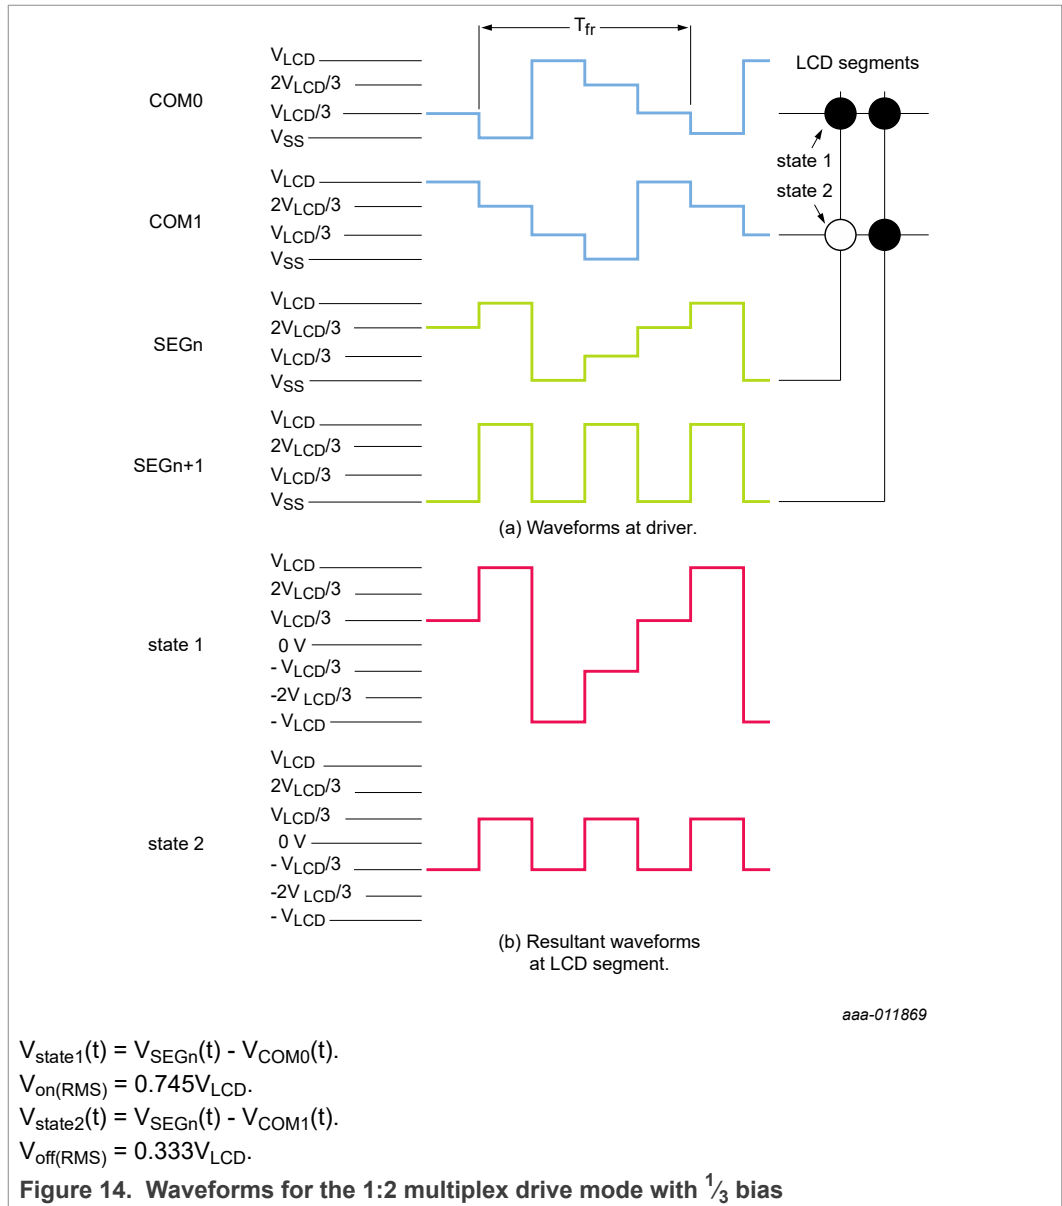 T_fr
V_LCD
2V_LCD/3
V_LCD/3
V_SS
COM0
LCD segments
state 1
state 2
V_LCD
2V_LCD/3
V_LCD/3
V_SS
COM1
V_LCD
2V_LCD/3
V_LCD/3
V_SS
SEGn
V_LCD
2V_LCD/3
V_LCD/3
V_SS
SEGn+1
(a) Waveforms at driver.
V_LCD
2V_LCD/3
V_LCD/3
0 V
- V_LCD/3
-2V_LCD/3
- V_LCD
state 1
V_LCD
2V_LCD/3
V_LCD/3
0 V
- V_LCD/3
-2V_LCD/3
- V_LCD
state 2
(b) Resultant waveforms
at LCD segment.
aaa-011869
V_state1(t) = V_SEGn(t) - V_COM0(t).
V_on(RMS) = 0.745V_LCD.
V_state2(t) = V_SEGn(t) - V_COM1(t).
V_off(RMS) = 0.333V_LCD.
Figure 14. Waveforms for the 1:2 multiplex drive mode with 1/3 bias